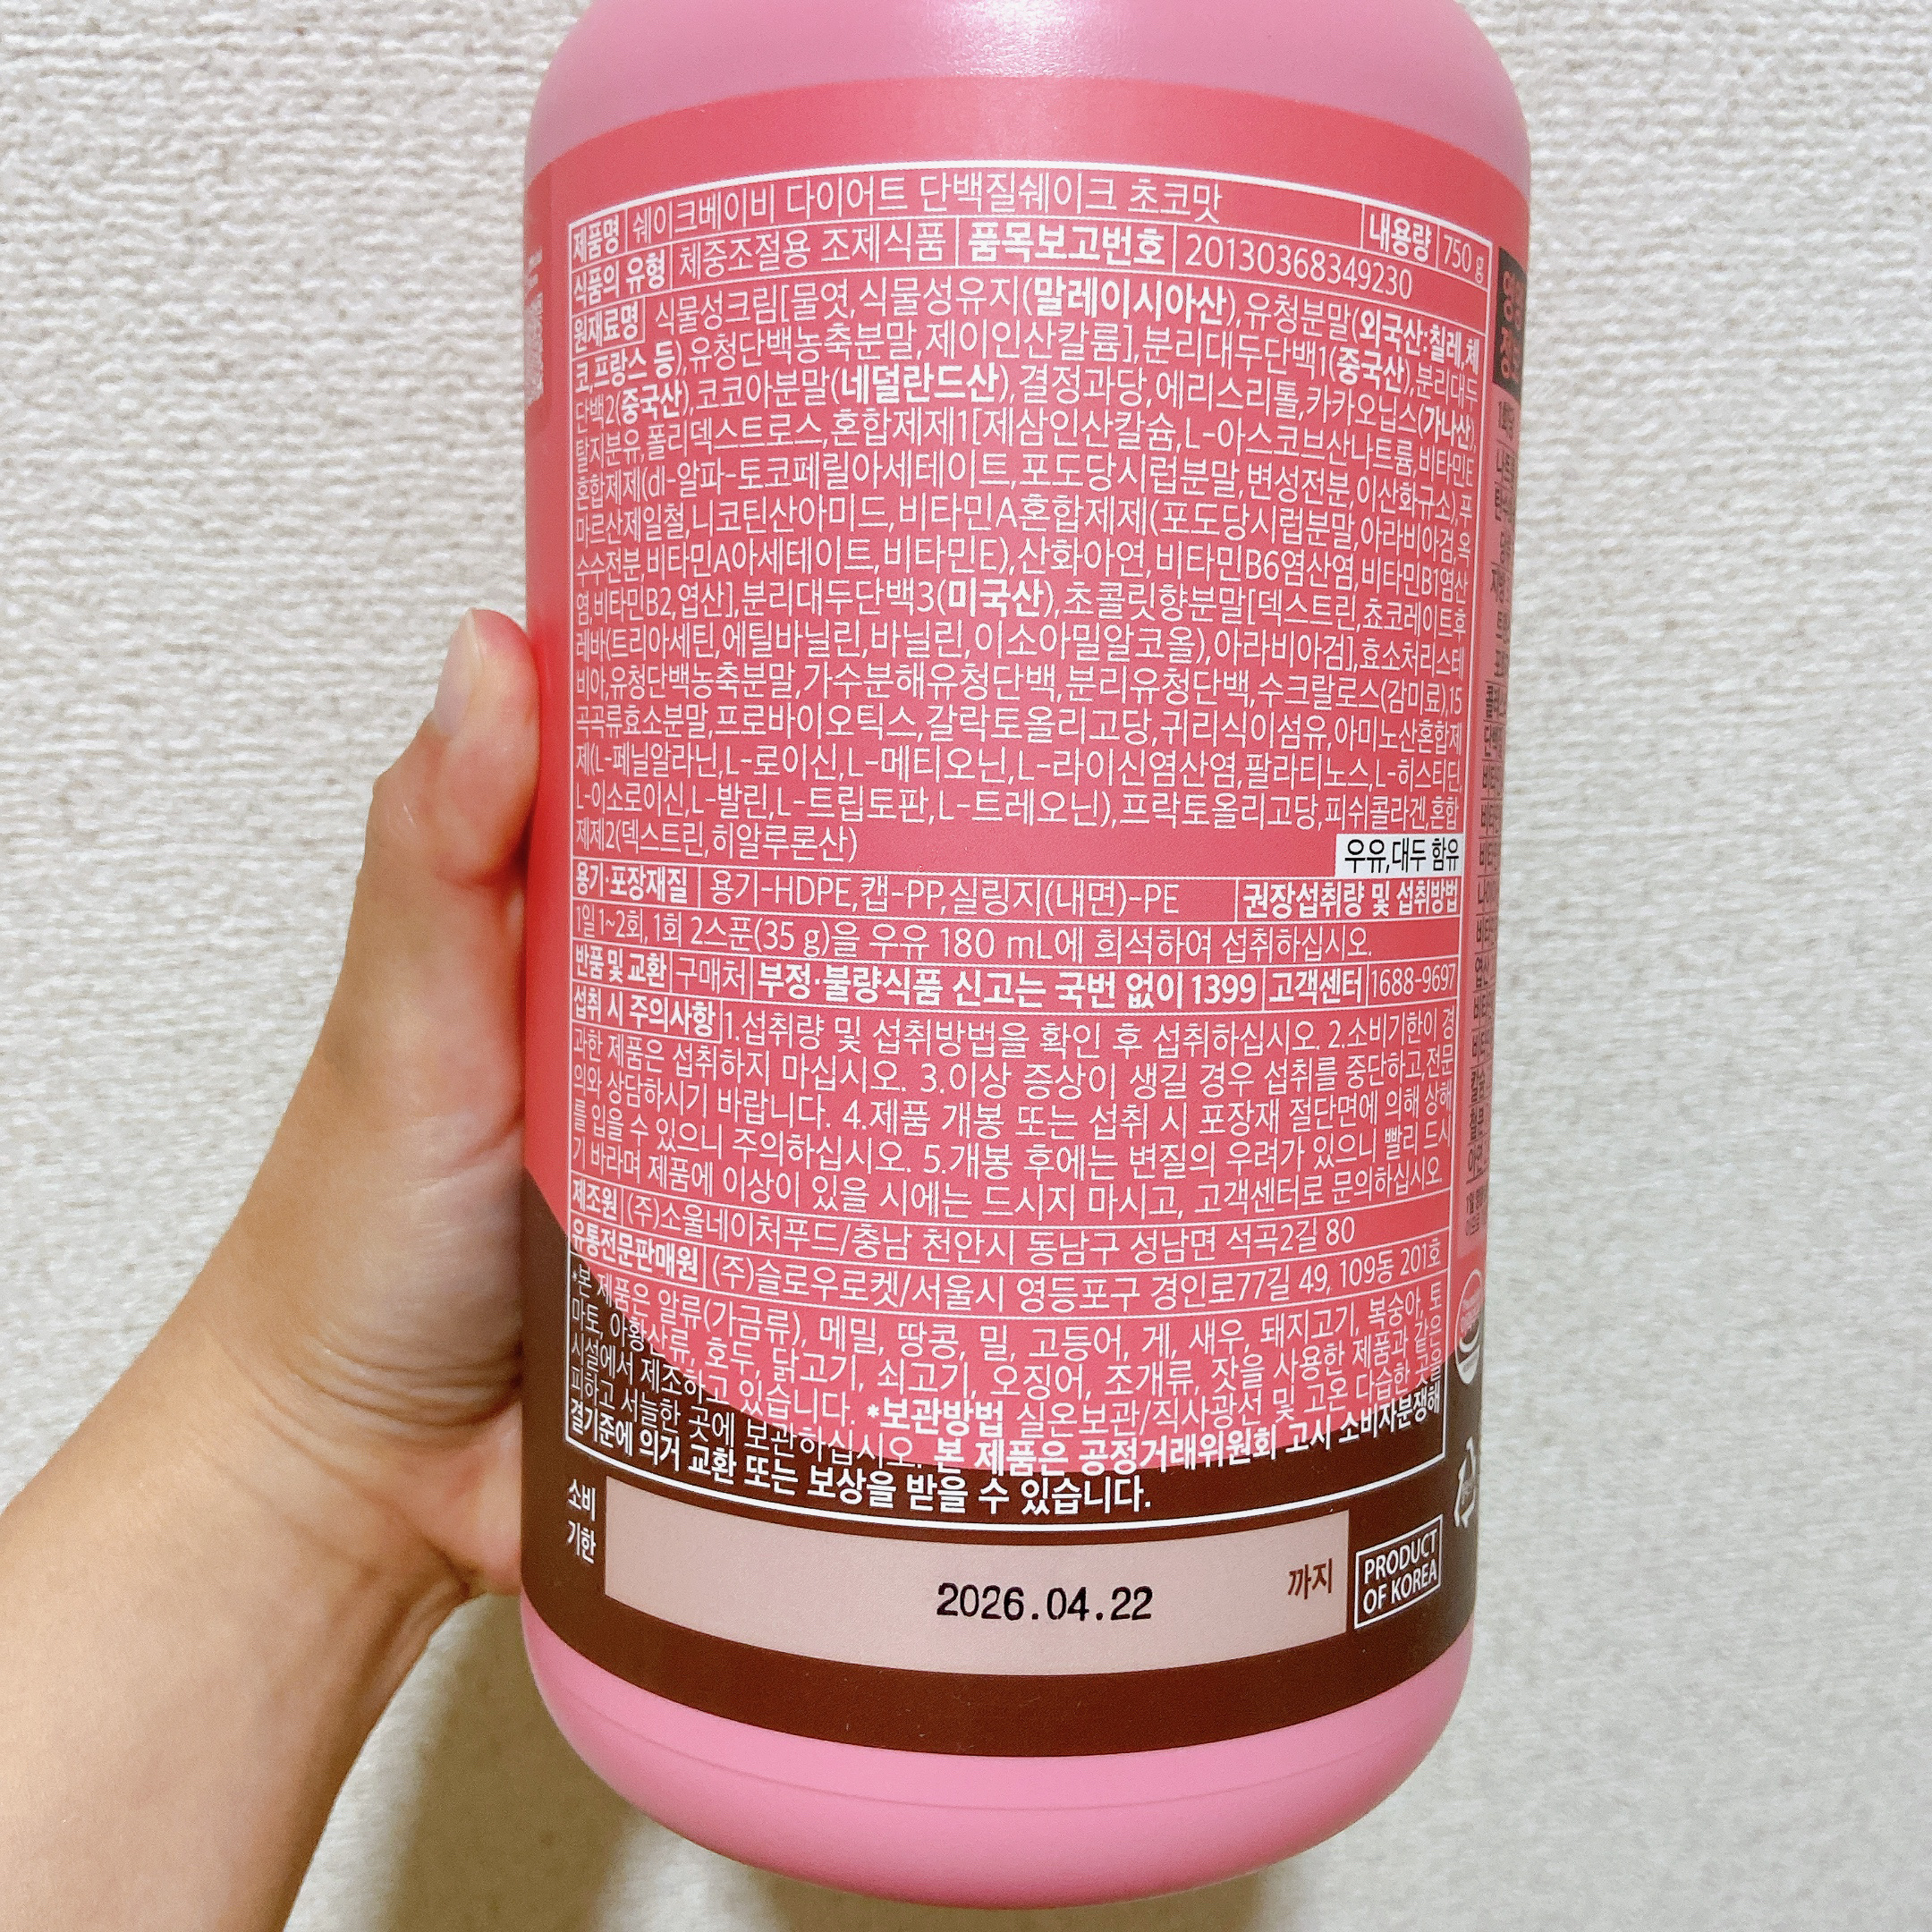 제품명 쉐이크베이비 다이어트 단백질쉐이크 초코맛 내용량 750 g
식품의 유형 체중조절용 조제식품 품목보고번호 20130368349230
원재료명 식물성크림[물엿,식물성유지(말레이시아산),유청분말(외국산:칠레,체
코,프랑스 등),유청단백농축분말,제이인산칼륨],분리대두단백1(중국산),분리대두
단백2(중국산),코코아분말(네덜란드산),결정과당,에리스리톨,카카오닙스(가나산),
탈지분유,폴리덱스트로스,혼합제제1[제삼인산칼슘,L-아스코브산나트륨,비타민E
혼합제제(dl-알파-토코페릴아세테이트,포도당시럽분말,변성전분,이산화규소),푸
마르산제일철,니코틴산아미드,비타민A혼합제제(포도당시럽분말,아라비아검,옥
수수전분,비타민A아세테이트,비타민E),산화아연,비타민B6염산염,비타민B1염산
염,비타민B2,엽산],분리대두단백3(미국산),초콜릿향분말[덱스트린,쵸코레이트후
레바(트리아세틴,에틸바닐린,바닐린,이소아밀알코올),아라비아검],효소처리스테
비아,유청단백농축분말,가수분해유청단백,분리유청단백,수크랄로스(감미료),15
곡곡류효소분말,프로바이오틱스,갈락토올리고당,귀리식이섬유,아미노산혼합제
제(L-페닐알라닌,L-로이신,L-메티오닌,L-라이신염산염,팔라티노스,L-히스티딘,
L-이소로이신,L-발린,L-트립토판,L-트레오닌),프락토올리고당,피쉬콜라겐,혼합
제제2(덱스트린,히알루론산) 우유,대두 함유
용기·포장재질 용기-HDPE,캡-PP,실링지(내면)-PE 권장섭취량 및 섭취방법
1일 1~2회, 1회 2스푼(35 g)을 우유 180 mL에 희석하여 섭취하십시오.
반품 및 교환 구매처 부정·불량식품 신고는 국번 없이 1399 고객센터 1688-9697
섭취 시 주의사항 1.섭취량 및 섭취방법을 확인 후 섭취하십시오. 2.소비기한이 경
과한 제품은 섭취하지 마십시오. 3.이상 증상이 생길 경우 섭취를 중단하고,전문
의와 상담하시기 바랍니다. 4.제품 개봉 또는 섭취 시 포장재 절단면에 의해 상해
를 입을 수 있으니 주의하십시오. 5.개봉 후에는 변질의 우려가 있으니 빨리 드시
기 바라며 제품에 이상이 있을 시에는 드시지 마시고, 고객센터로 문의하십시오.
제조원 (주)소울네이처푸드/충남 천안시 동남구 성남면 석곡2길 80
유통전문판매원 (주)슬로우로켓/서울시 영등포구 경인로77길 49, 109동 201호
*본 제품은 알류(가금류), 메밀, 땅콩, 밀, 고등어, 게, 새우, 돼지고기, 복숭아, 토
마토, 아황산류, 호두, 닭고기, 쇠고기, 오징어, 조개류, 잣을 사용한 제품과 같은
시설에서 제조하고 있습니다. *보관방법 실온보관/직사광선 및 고온 다습한 곳을
피하고 서늘한 곳에 보관하십시오. 본 제품은 공정거래위원회 고시 소비자분쟁해
결기준에 의거 교환 또는 보상을 받을 수 있습니다.
소비
기한
2026.04.22 까지
PRODUCT
OF KOREA